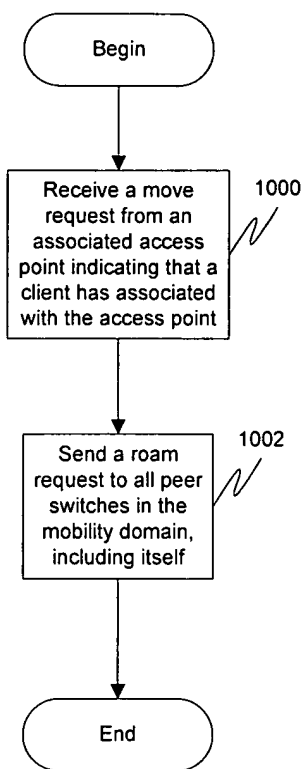 Begin
Receive a move
request from an
associated access
point indicating that a
client has associated
with the access point
1000
Send a roam
request to all peer
switches in the
mobility domain,
including itself
1002
End